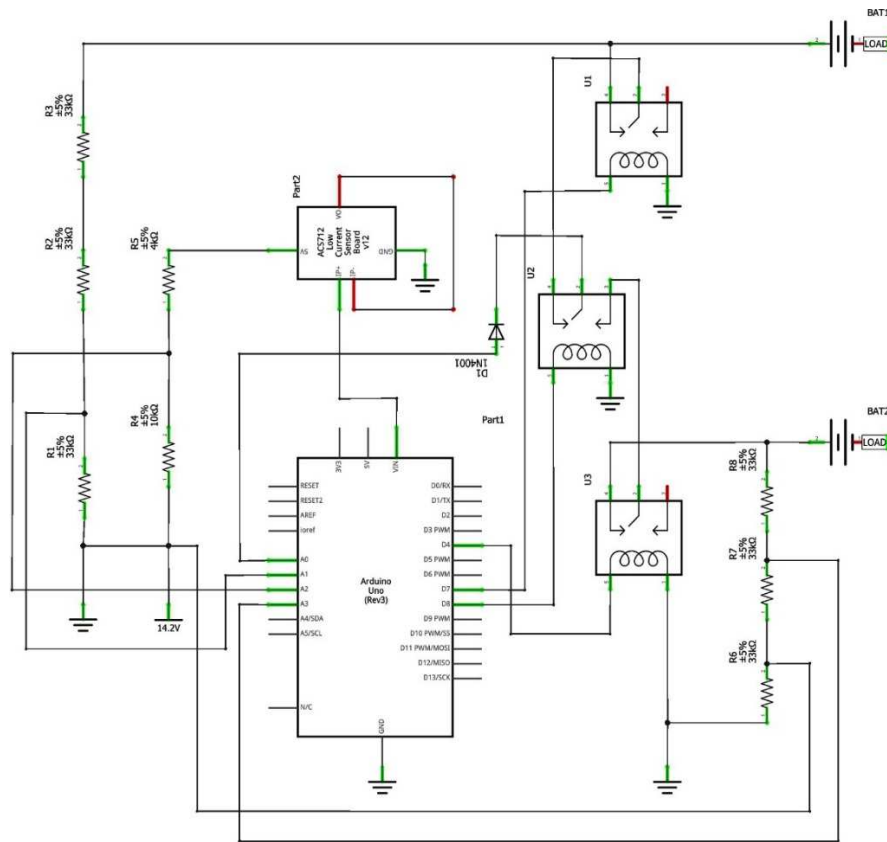 BAT1
LOAD
U1
R3
±5%
33kΩ
Part2
VO
5V
ACS712
Low
Current
Sensor
Board
v12
GND
IP+
IP-
R2
±5%
33kΩ
R5
±5%
4kΩ
U2
D1
1N4001
Part1
BAT2
LOAD
R1
±5%
33kΩ
R4
±5%
10kΩ
3V3
5V
VIN
U3
R8
±5%
33kΩ
RESET
RESET2
AREF
ioref
A0
A1
A2
A3
A4/SDA
A5/SCL
N/C
Arduino
Uno
(Rev3)
D0/RX
D1/TX
D2
D3 PWM
D4
D5 PWM
D6 PWM
D7
D8
D9 PWM
D10 PWM/SS
D11 PWM/MOSI
D12/MISO
D13/SCK
GND
R7
±5%
33kΩ
R6
±5%
33kΩ
14.2V